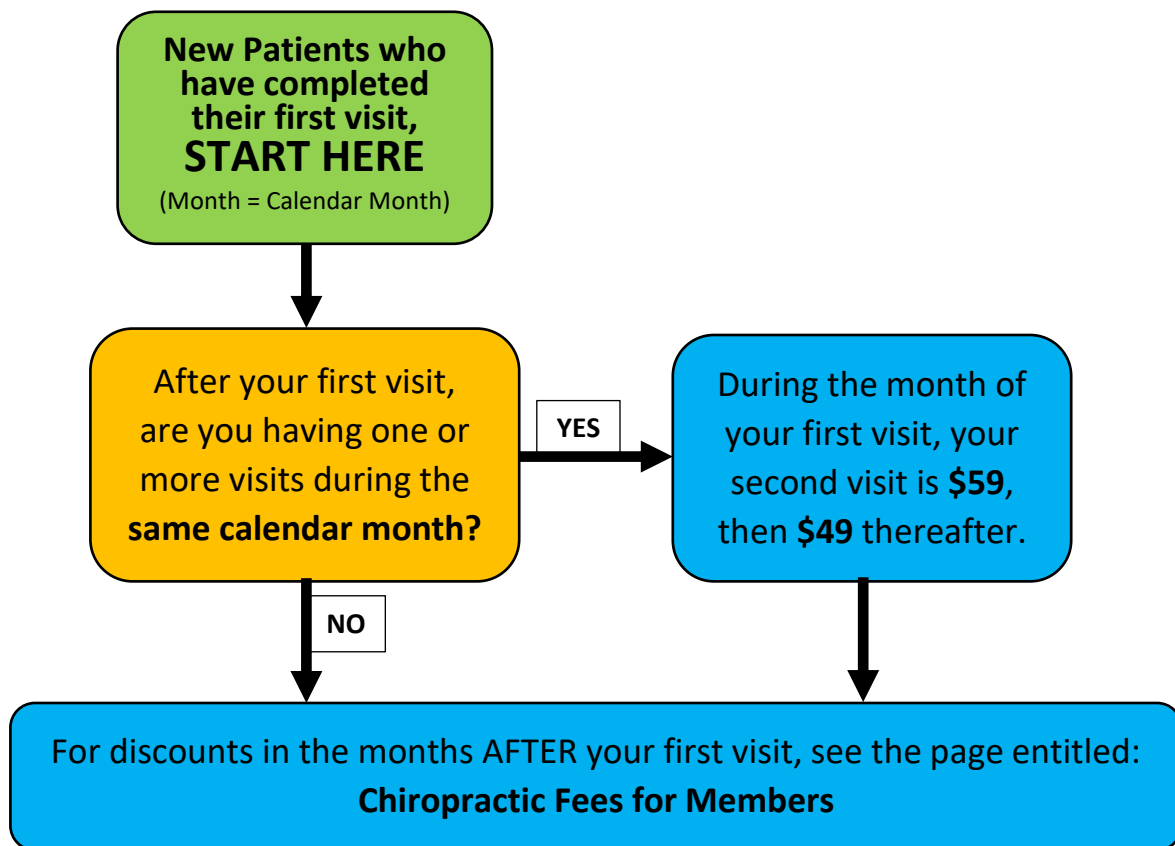 New Patients who
have completed
their first visit,
START HERE
(Month = Calendar Month)
After your first visit,
are you having one or
more visits during the
same calendar month?
YES
During the month of
your first visit, your
second visit is $59,
then $49 thereafter.
NO
For discounts in the months AFTER your first visit, see the page entitled:
Chiropractic Fees for Members